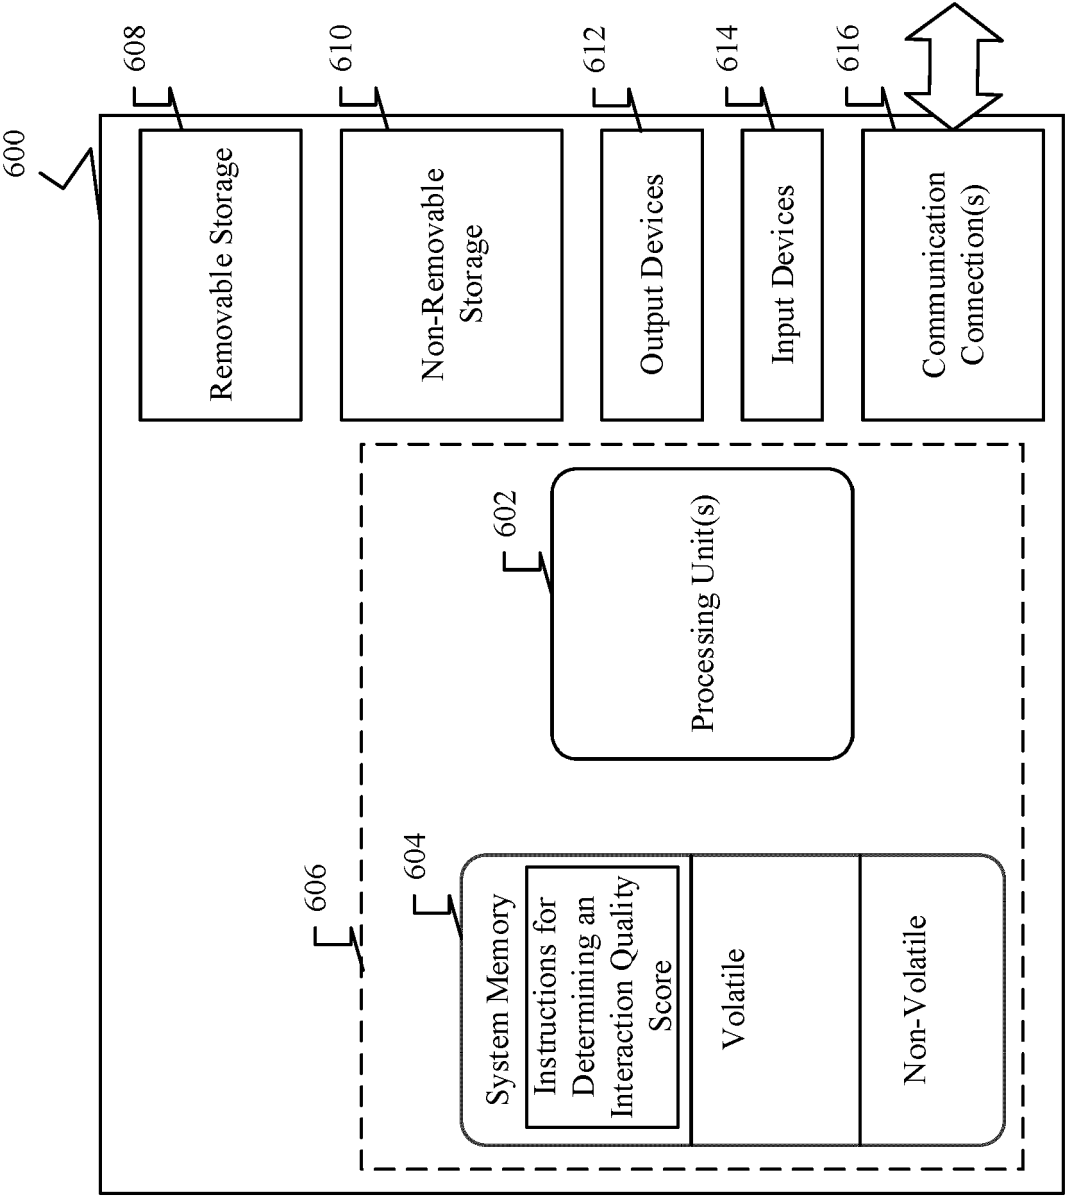 600
606
604
System Memory
Instructions for
Determining an
Interaction Quality
Score
Volatile
Non-Volatile
602
Processing Unit(s)
608
Removable Storage
610
Non-Removable
Storage
612
Output Devices
614
Input Devices
616
Communication
Connection(s)